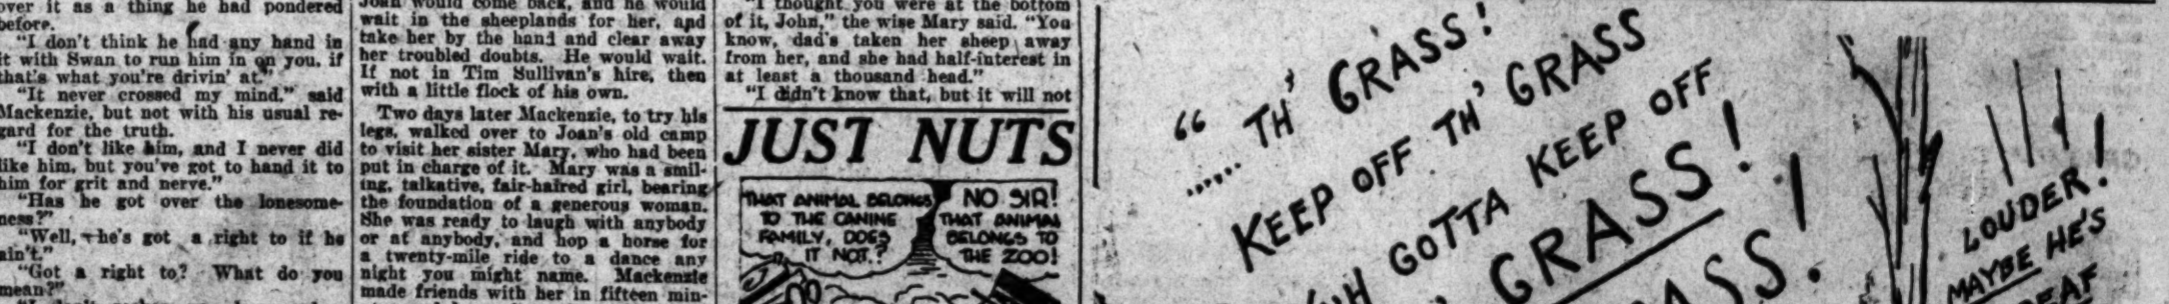 over it as a thing he had pondered
before.
"I don't think he had any hand in
it with Swan to run him in on you, if
that's what you're drivin' at."
"It never crossed my mind," said
Mackenzie, but not with his usual re-
gard for the truth.
"I don't like him, and I never did
like him, but you've got to hand it to
him for grit and nerve."
"Has he got over the lonesome-
ness?"
"Well, he's got a right to if he
ain't."
"Got a right to? What do you
mean?"
Joan would come back, and he would
wait in the sheeplands for her, and
take her by the hand and clear away
her troubled doubts. He would wait.
If not in Tim Sullivan's hire, then
with a little flock of his own.
Two days later Mackenzie, to try his
legs, walked over to Joan's old camp
to visit her sister Mary, who had been
put in charge of it. Mary was a smil-
ing, talkative, fair-haired girl, bearing
the foundation of a generous woman.
She was ready to laugh with anybody
or at anybody, and hop a horse for
a twenty-mile ride to a dance any
night you might name. Mackenzie
made friends with her in fifteen min-
"I thought you were at the bottom
of it, John," the wise Mary said. "You
know, dad's taken her sheep away
from her, and she had half-interest in
at least a thousand head."
"I didn't know that, but it will not
JUST NUTS
THAT ANIMAL BELONGS
TO THE CANINE
FAMILY, DOES
IT NOT?
NO SIR!
THAT ANIMAL
BELONGS TO
THE ZOO!
"...... TH' GRASS!
KEEP OFF TH' GRASS
GOTTA KEEP OFF
GRASS!
LOUDER!
MAYBE HE'S